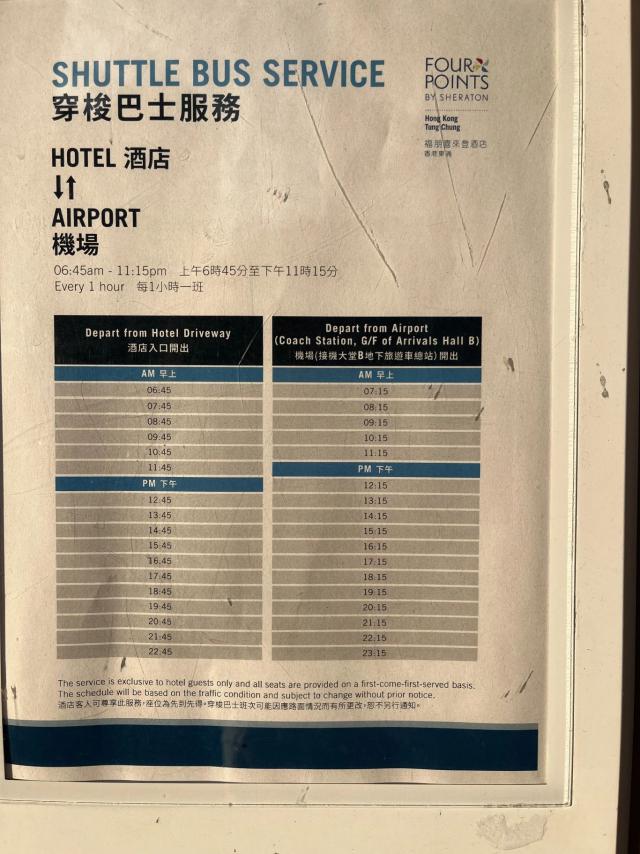 SHUTTLE BUS SERVICE
穿梭巴士服務
FOUR
POINTS
BY SHERATON
Hong Kong
Tung Chung
福朋喜來登酒店
香港東涌
HOTEL 酒店
↓↑
AIRPORT
機場
06:45am - 11:15pm 上午6時45分至下午11時15分
Every 1 hour 每1小時一班
Depart from Hotel Driveway
酒店入口開出
AM 早上
06:45
07:45
08:45
09:45
10:45
11:45
PM 下午
12:45
13:45
14:45
15:45
16:45
17:45
18:45
19:45
20:45
21:45
22:45
Depart from Airport
(Coach Station, G/F of Arrivals Hall B)
機場(接機大堂B地下旅遊車總站)開出
AM 早上
07:15
08:15
09:15
10:15
11:15
PM 下午
12:15
13:15
14:15
15:15
16:15
17:15
18:15
19:15
20:15
21:15
22:15
23:15
The service is exclusive to hotel guests only and all seats are provided on a first-come-first-served basis.
The schedule will be based on the traffic condition and subject to change without prior notice.
酒店客人可尊享此服務，座位為先到先得。穿梭巴士班次可能因應路面情況而有所更改，恕不另行通知。